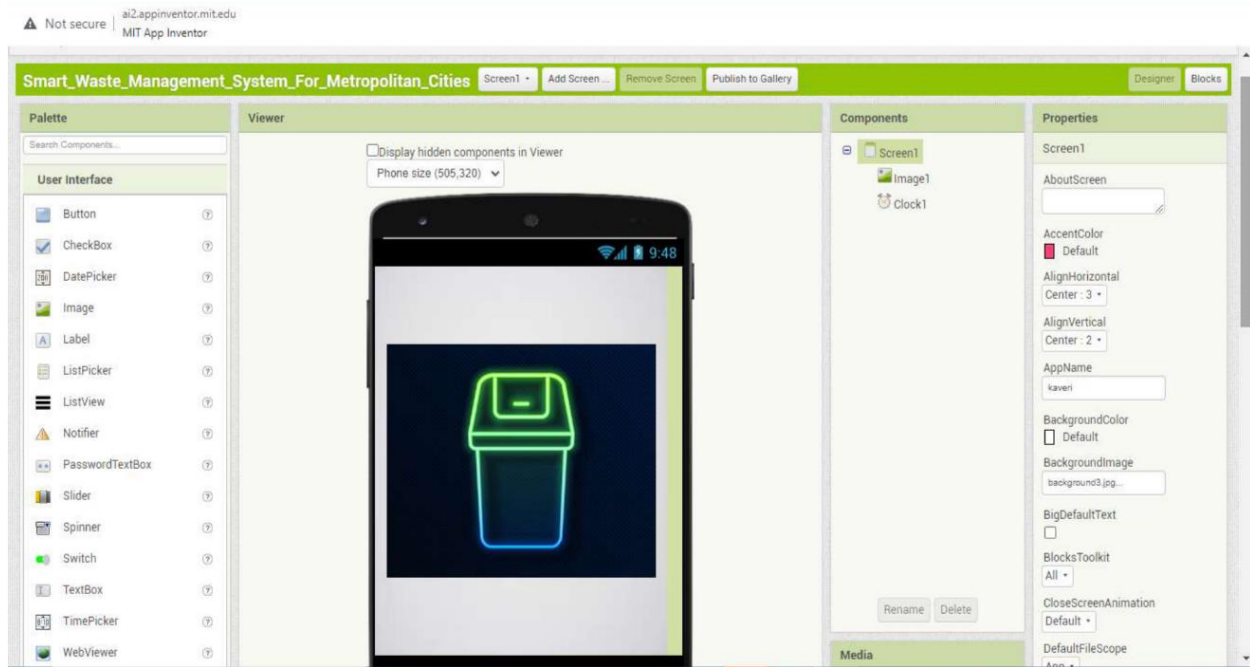 Not secure
ai2.appinventor.mit.edu
MIT App Inventor
Smart_Waste_Management_System_For_Metropolitan_Cities
Screen1
Add Screen ...
Remove Screen
Publish to Gallery
Designer
Blocks
Palette
Search Components...
User Interface
Button
CheckBox
DatePicker
Image
Label
ListPicker
ListView
Notifier
PasswordTextBox
Slider
Spinner
Switch
TextBox
TimePicker
WebViewer
Viewer
Display hidden components in Viewer
Phone size (505,320)
9:48
Components
Screen1
Image1
Clock1
Rename
Delete
Media
Properties
Screen1
AboutScreen
AccentColor
Default
AlignHorizontal
Center : 3
AlignVertical
Center : 2
AppName
kaveri
BackgroundColor
Default
BackgroundImage
background3.jpg...
BigDefaultText
BlocksToolkit
All
CloseScreenAnimation
Default
DefaultFileScope
App